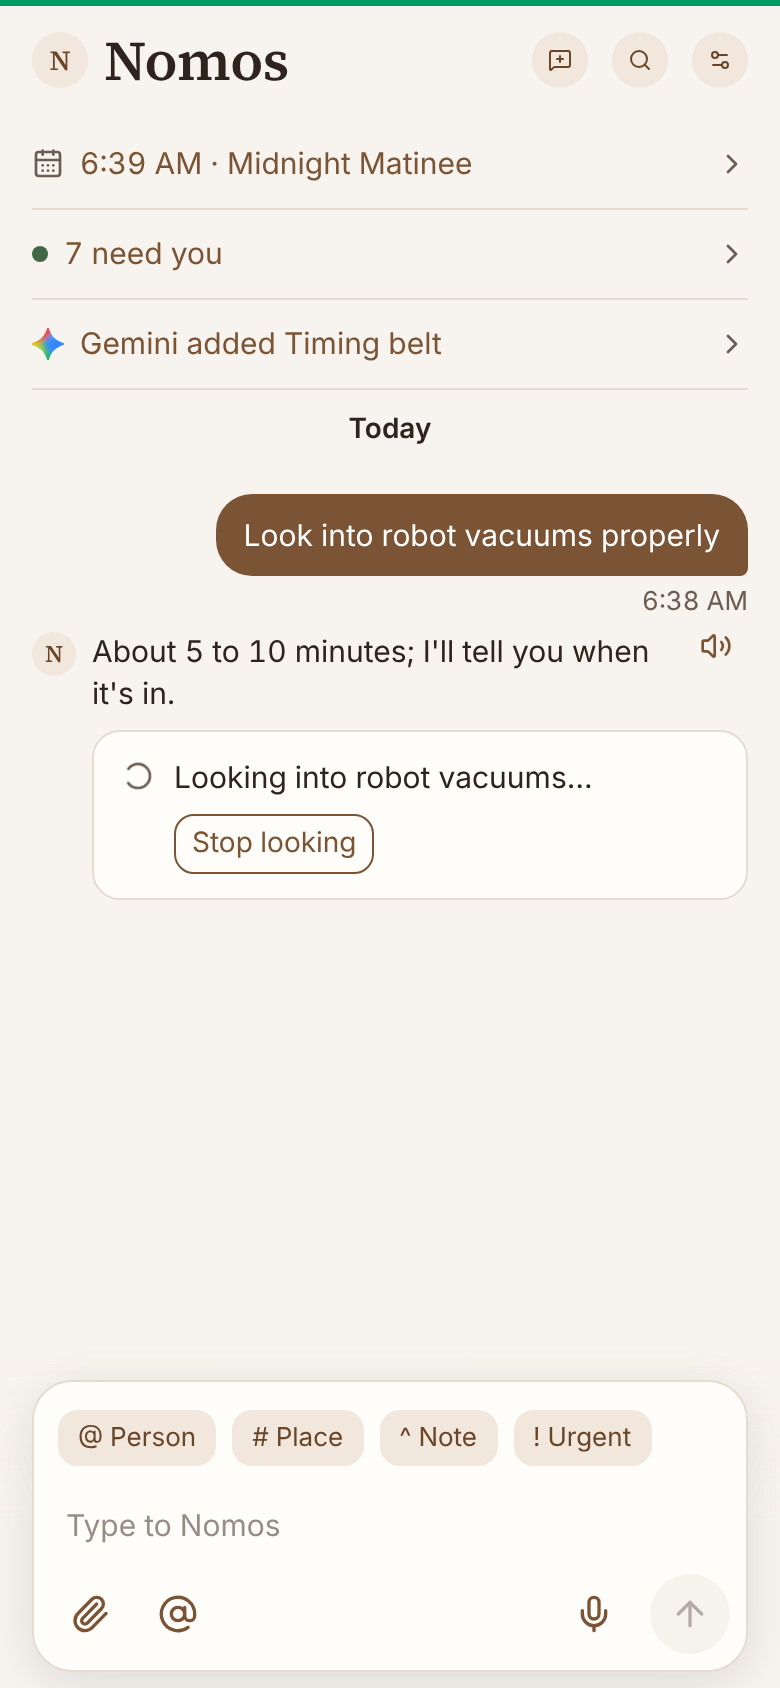 N Nomos
6:39 AM · Midnight Matinee
7 need you
Gemini added Timing belt
Today
Look into robot vacuums properly
6:38 AM
N
About 5 to 10 minutes; I'll tell you when
it's in.
Looking into robot vacuums...
Stop looking
@ Person # Place ^ Note ! Urgent
Type to Nomos